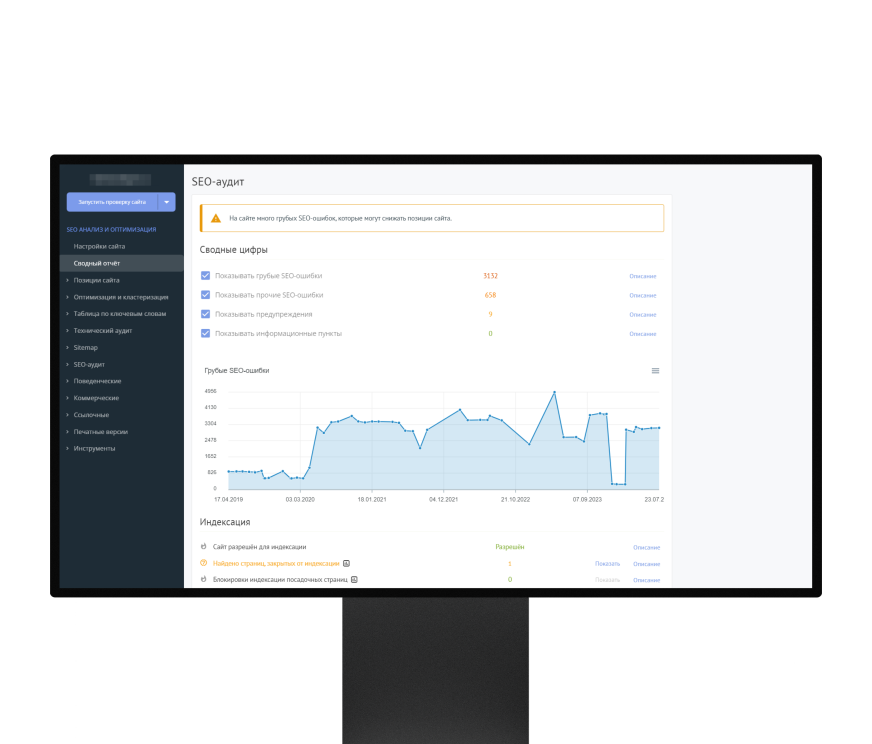 SEO-аудит
Запустить проверку сайта
На сайте много грубых SEO-ошибок, которые могут снижать позиции сайта.
SEO АНАЛИЗ И ОПТИМИЗАЦИЯ
Настройки сайта
Сводный отчёт
Позиции сайта
Оптимизация и кластеризация
Таблица по ключевым словам
Технический аудит
Sitemap
SEO-аудит
Поведенческие
Коммерческие
Ссылочные
Печатные версии
Инструменты
Сводные цифры
Показывать грубые SEO-ошибки 3132 Описание
Показывать прочие SEO-ошибки 658 Описание
Показывать предупреждения 9 Описание
Показывать информационные пункты 0 Описание
Грубые SEO-ошибки
4956
4130
3304
2478
1652
826
0
17.04.2019 03.03.2020 18.01.2021 04.12.2021 21.10.2022 07.09.2023 23.07.2
Индексация
Сайт разрешён для индексации Разрешён Описание
Найдено страниц, закрытых от индексации 1 Показать Описание
Блокировки индексации посадочных страниц 0 Показать Описание